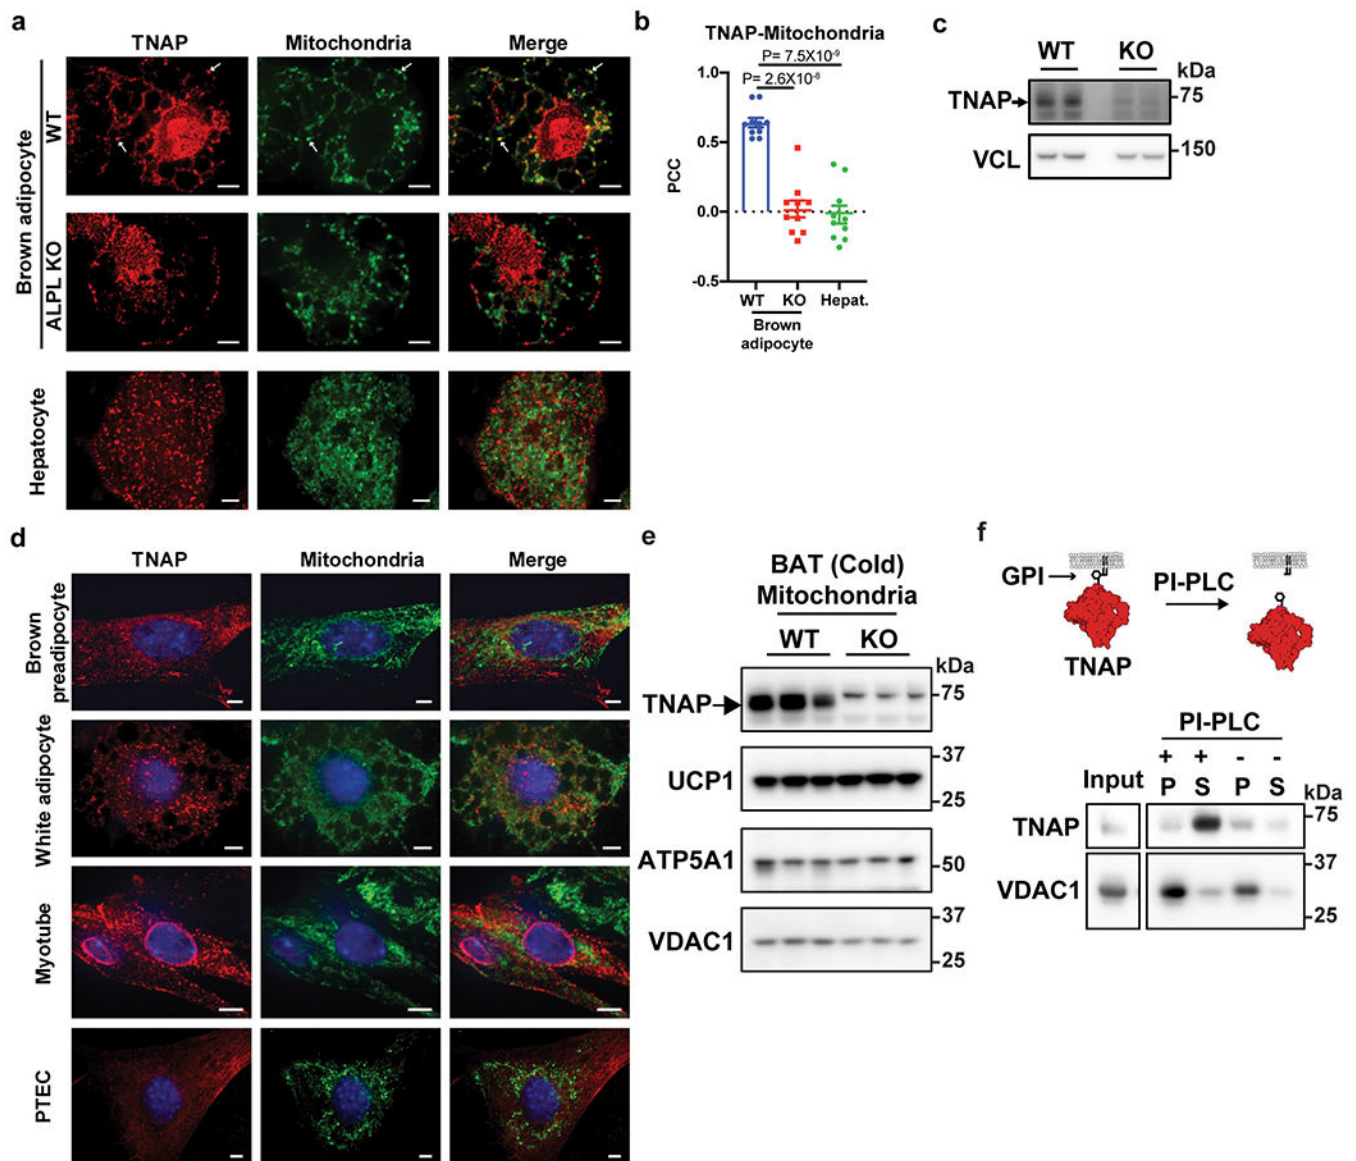 a
TNAP Mitochondria Merge
Brown adipocyte
WT
ALPL KO
Hepatocyte
b
TNAP-Mitochondria
P= 7.5X10⁻⁹
P= 2.6X10⁻⁸
PCC
1.0
0.5
0.0
-0.5
WT KO Hepat.
Brown
adipocyte
c
WT KO
kDa
TNAP
75
VCL
150
d
TNAP Mitochondria Merge
Brown
preadipocyte
White adipocyte
Myotube
PTEC
e
BAT (Cold)
Mitochondria
WT KO
kDa
TNAP
75
UCP1
37
25
ATP5A1
50
VDAC1
37
25
f
GPI
PI-PLC
TNAP
PI-PLC
+ + - -
Input P S P S
kDa
TNAP
75
VDAC1
37
25